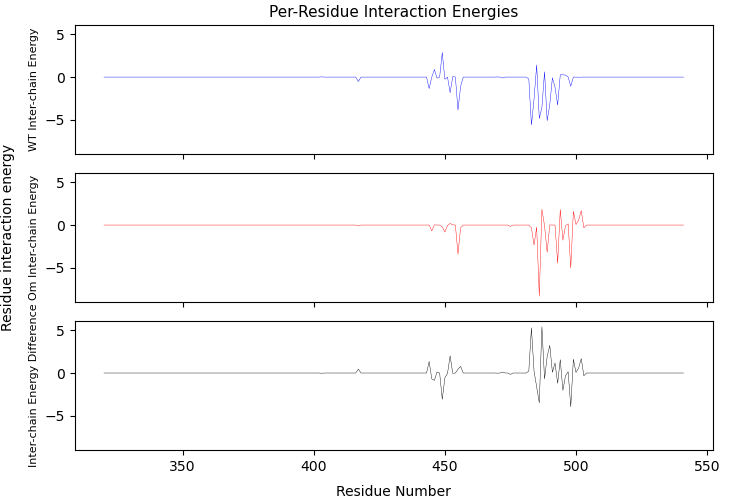 Per-Residue Interaction Energies
Residue interaction energy
WT Inter-chain Energy
5
0
−5
Om Inter-chain Energy
5
0
−5
Inter-chain Energy Difference
5
0
−5
350
400
450
500
550
Residue Number